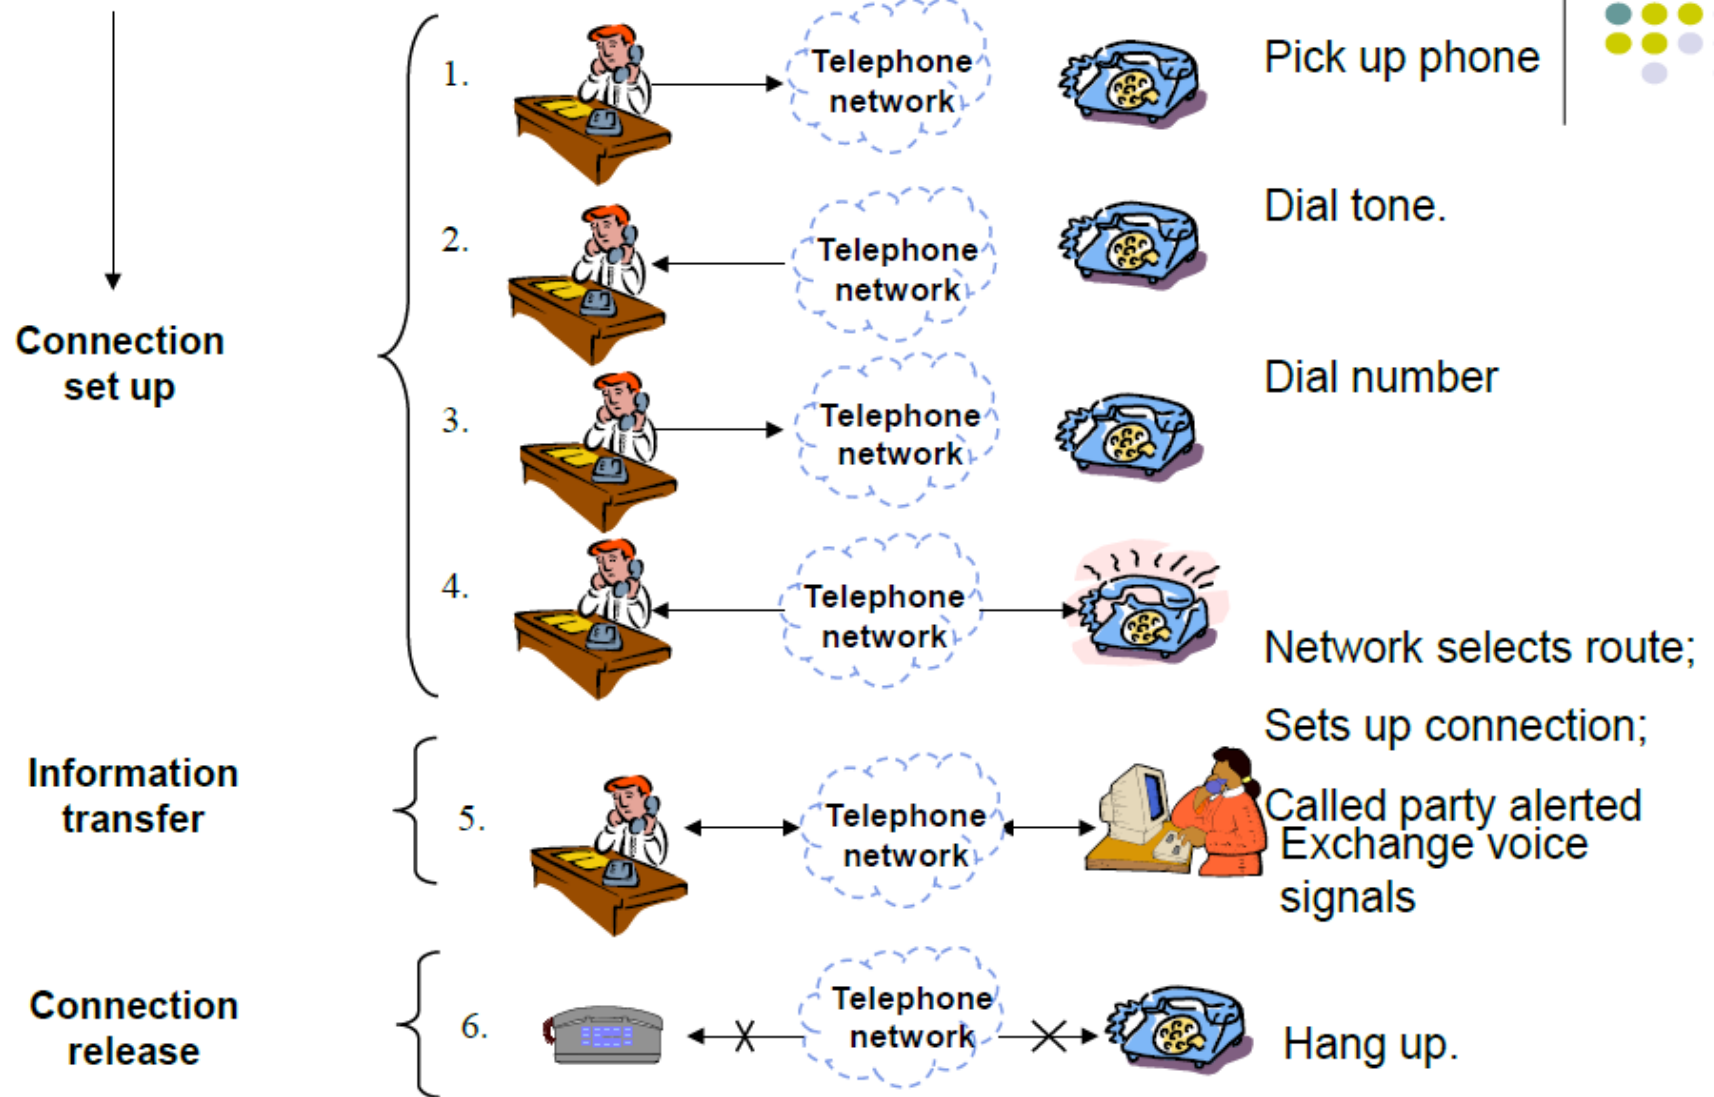 1.
Telephone
network
Pick up phone
2.
Telephone
network
Dial tone.
Connection
set up
3.
Telephone
network
Dial number
4.
Telephone
network
Network selects route;
Sets up connection;
Called party alerted
Information
transfer
5.
Telephone
network
Exchange voice
signals
Connection
release
6.
Telephone
network
Hang up.